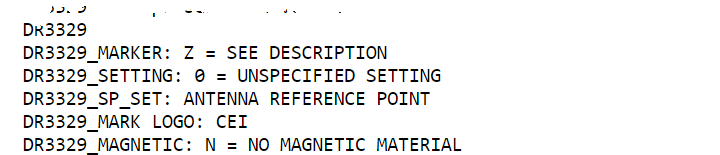 DR3329
DR3329_MARKER: Z = SEE DESCRIPTION
DR3329_SETTING: 0 = UNSPECIFIED SETTING
DR3329_SP_SET: ANTENNA REFERENCE POINT
DR3329_MARK LOGO: CEI
DR3329_MAGNETIC: N = NO MAGNETIC MATERIAL